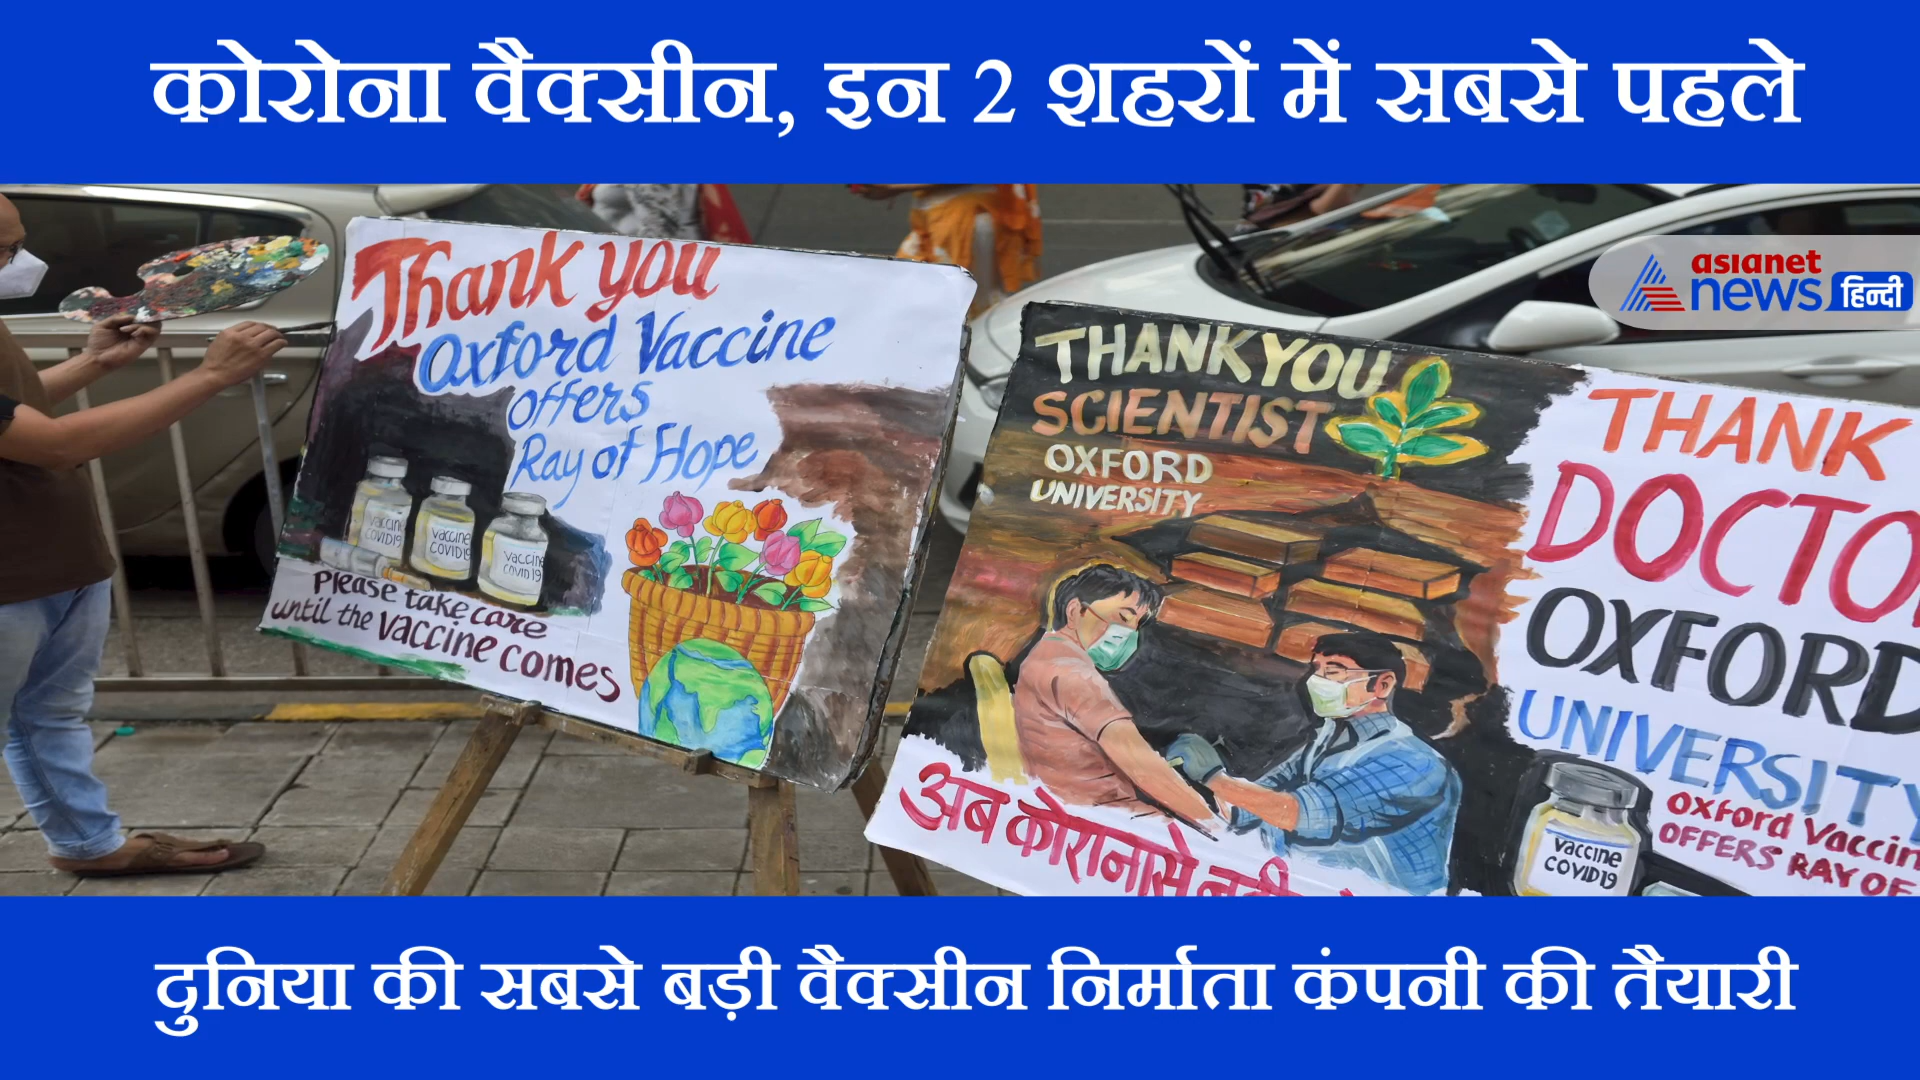 कोरोना वैक्सीन, इन 2 शहरों में सबसे पहले
asianet
news हिन्दी
Thank you
Oxford Vaccine
offers
Ray of Hope
vaccine
COVID19
vaccine
COVID19
vaccine
COVID19
Please take care
until the vaccine comes
THANK YOU
SCIENTIST
OXFORD
UNIVERSITY
अब कोरोनासे
THANK
DOCTO
OXFORD
UNIVERSITY
Oxford Vaccin
OFFERS RAY OF
vaccine
COVID19
दुनिया की सबसे बड़ी वैक्सीन निर्माता कंपनी की तैयारी